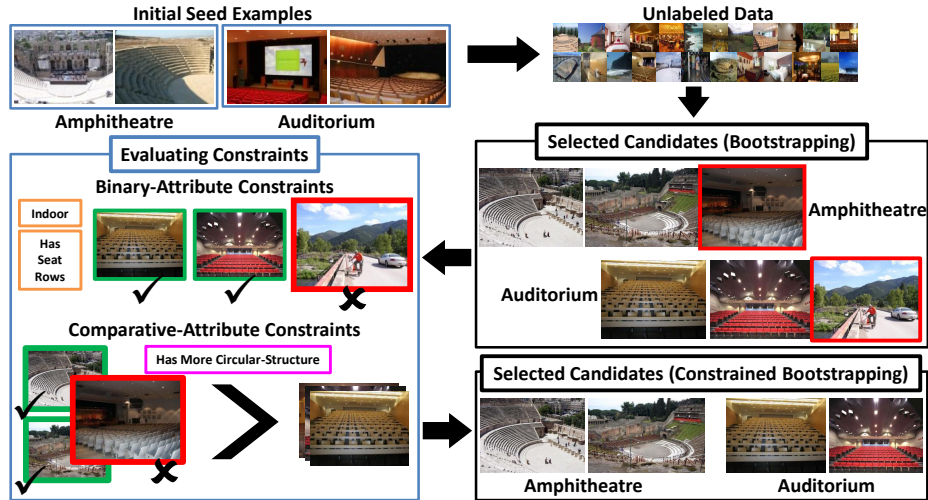 Initial Seed Examples
Unlabeled Data
Amphitheatre
Auditorium
Selected Candidates (Bootstrapping)
Amphitheatre
Auditorium
Evaluating Constraints
Binary-Attribute Constraints
Indoor
Has
Seat
Rows
Comparative-Attribute Constraints
Has More Circular-Structure
Selected Candidates (Constrained Bootstrapping)
Amphitheatre
Auditorium